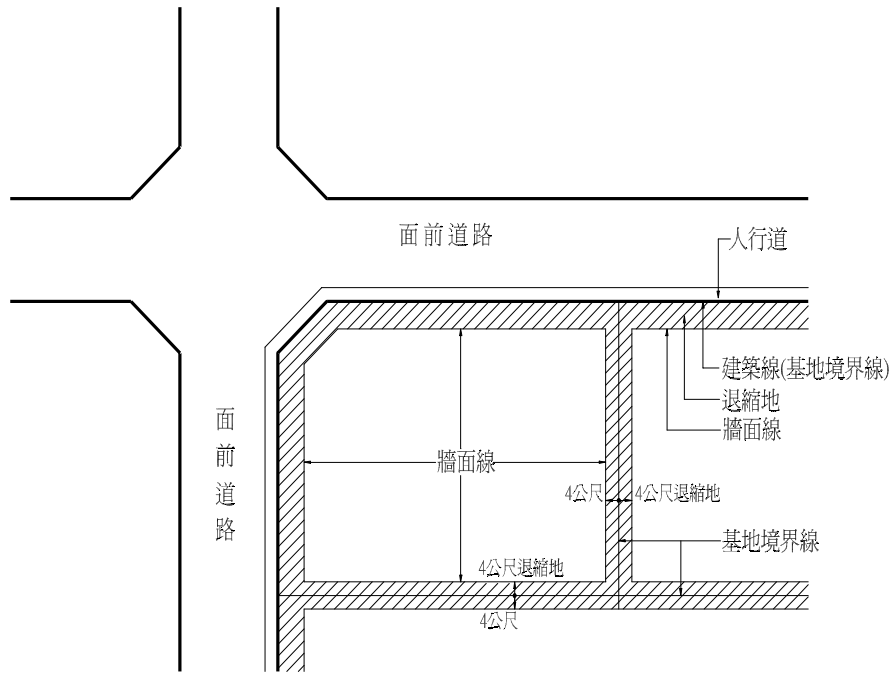 面前道路
人行道
建築線(基地境界線)
退縮地
牆面線
面前道路
牆面線
4公尺
4公尺退縮地
基地境界線
4公尺退縮地
4公尺